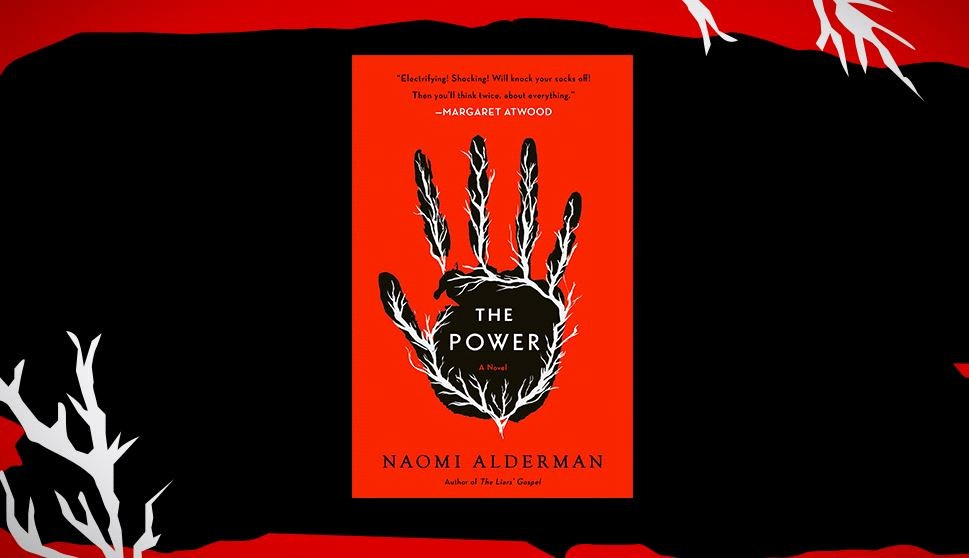 “Electrifying! Shocking! Will knock your socks off!
Then you’ll think twice, about everything.”
—MARGARET ATWOOD
THE
POWER
A Novel
NAOMI ALDERMAN
Author of The Liars’ Gospel